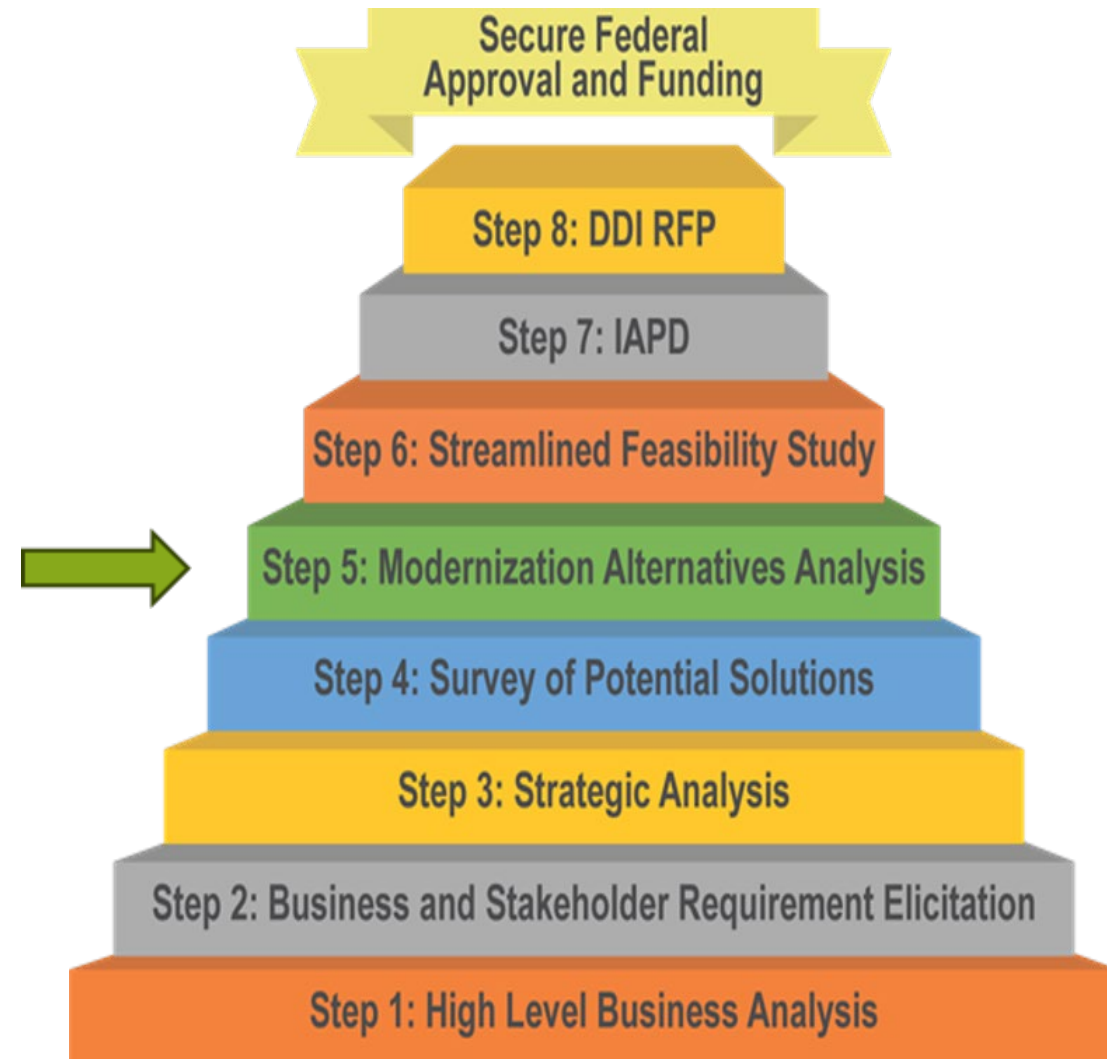 Secure Federal
Approval and Funding
Step 8: DDI RFP
Step 7: IAPD
Step 6: Streamlined Feasibility Study
Step 5: Modernization Alternatives Analysis
Step 4: Survey of Potential Solutions
Step 3: Strategic Analysis
Step 2: Business and Stakeholder Requirement Elicitation
Step 1: High Level Business Analysis